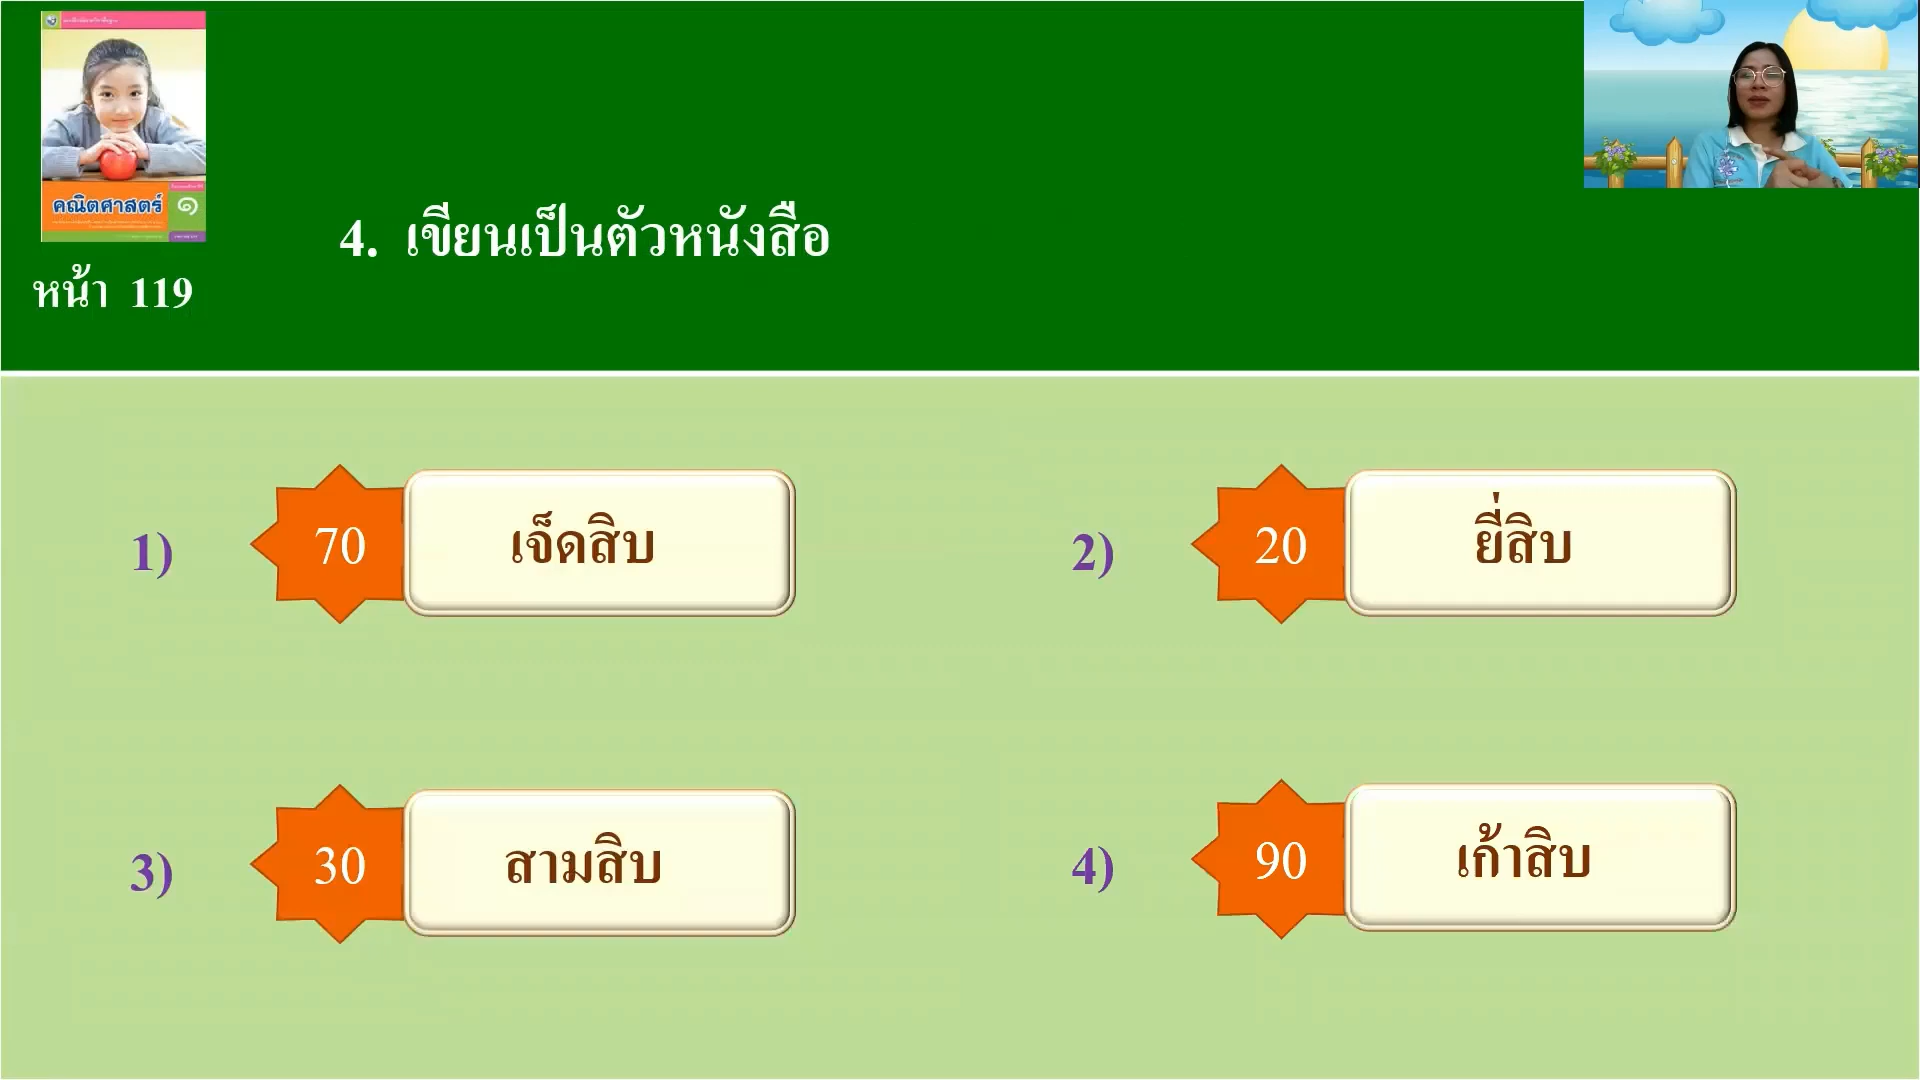 คณิตศาสตร์ ๑
หน้า 119
4. เขียนเป็นตัวหนังสือ
1) 70 เจ็ดสิบ
2) 20 ยี่สิบ
3) 30 สามสิบ
4) 90 เก้าสิบ